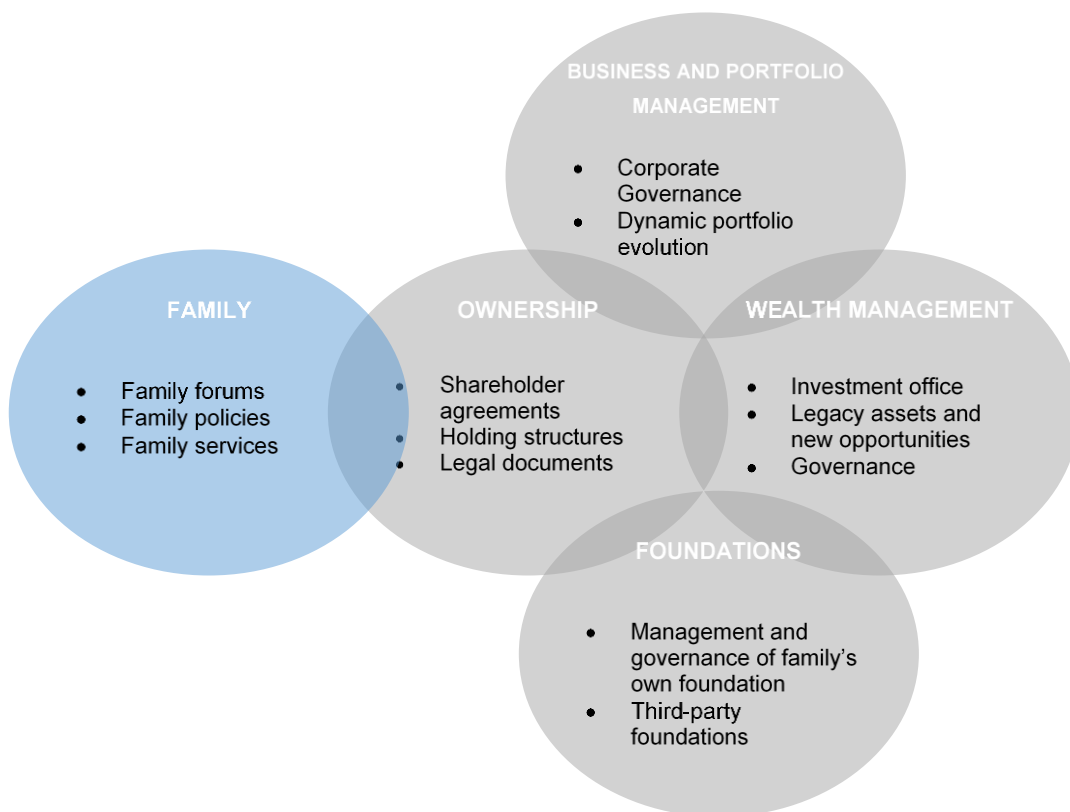 BUSINESS AND PORTFOLIO
MANAGEMENT
• Corporate
Governance
• Dynamic portfolio
evolution
FAMILY
• Family forums
• Family policies
• Family services
OWNERSHIP
• Shareholder
agreements
• Holding structures
• Legal documents
WEALTH MANAGEMENT
• Investment office
• Legacy assets and
new opportunities
• Governance
FOUNDATIONS
• Management and
governance of family’s
own foundation
• Third-party
foundations